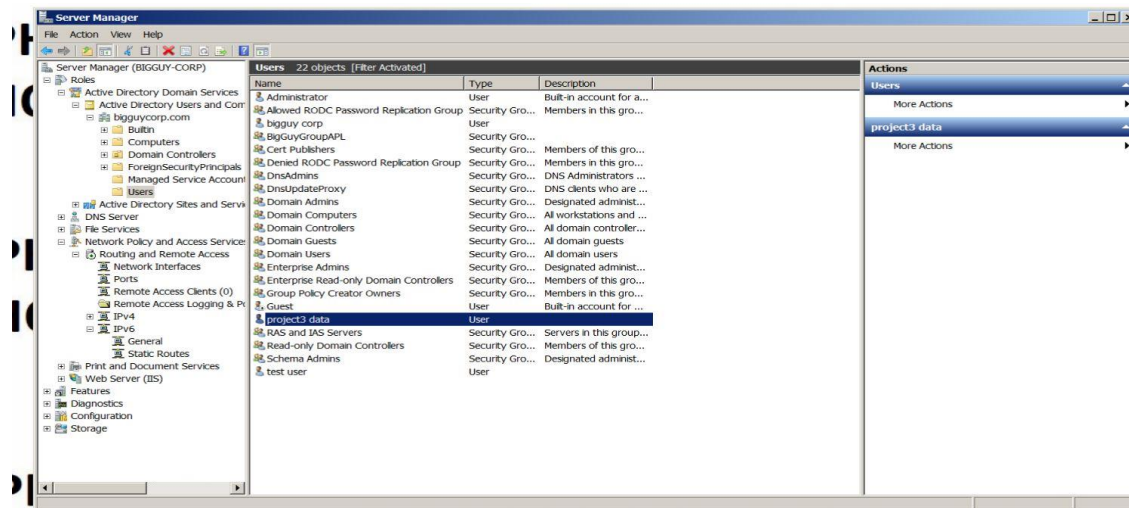 Server Manager
File Action View Help
Server Manager (BIGGUY-CORP)
Roles
Active Directory Domain Services
Active Directory Users and Com
bigguycorp.com
Builtin
Computers
Domain Controllers
ForeignSecurityPrincipals
Managed Service Account
Users
Active Directory Sites and Servi
DNS Server
File Services
Network Policy and Access Services
Routing and Remote Access
Network Interfaces
Ports
Remote Access Clients (0)
Remote Access Logging & Po
IPv4
IPv6
General
Static Routes
Print and Document Services
Web Server (IIS)
Features
Diagnostics
Configuration
Storage
Users 22 objects [Filter Activated]
Name Type Description
Administrator User Built-in account for a...
Allowed RODC Password Replication Group Security Gro... Members in this gro...
bigguy corp User
BigGuyGroupAPL Security Gro...
Cert Publishers Security Gro... Members of this gro...
Denied RODC Password Replication Group Security Gro... Members in this gro...
DnsAdmins Security Gro... DNS Administrators ...
DnsUpdateProxy Security Gro... DNS clients who are ...
Domain Admins Security Gro... Designated administ...
Domain Computers Security Gro... All workstations and ...
Domain Controllers Security Gro... All domain controller...
Domain Guests Security Gro... All domain guests
Domain Users Security Gro... All domain users
Enterprise Admins Security Gro... Designated administ...
Enterprise Read-only Domain Controllers Security Gro... Members of this gro...
Group Policy Creator Owners Security Gro... Members in this gro...
Guest User Built-in account for ...
project3 data User
RAS and IAS Servers Security Gro... Servers in this group...
Read-only Domain Controllers Security Gro... Members of this gro...
Schema Admins Security Gro... Designated administ...
test user User
Actions
Users
More Actions
project3 data
More Actions